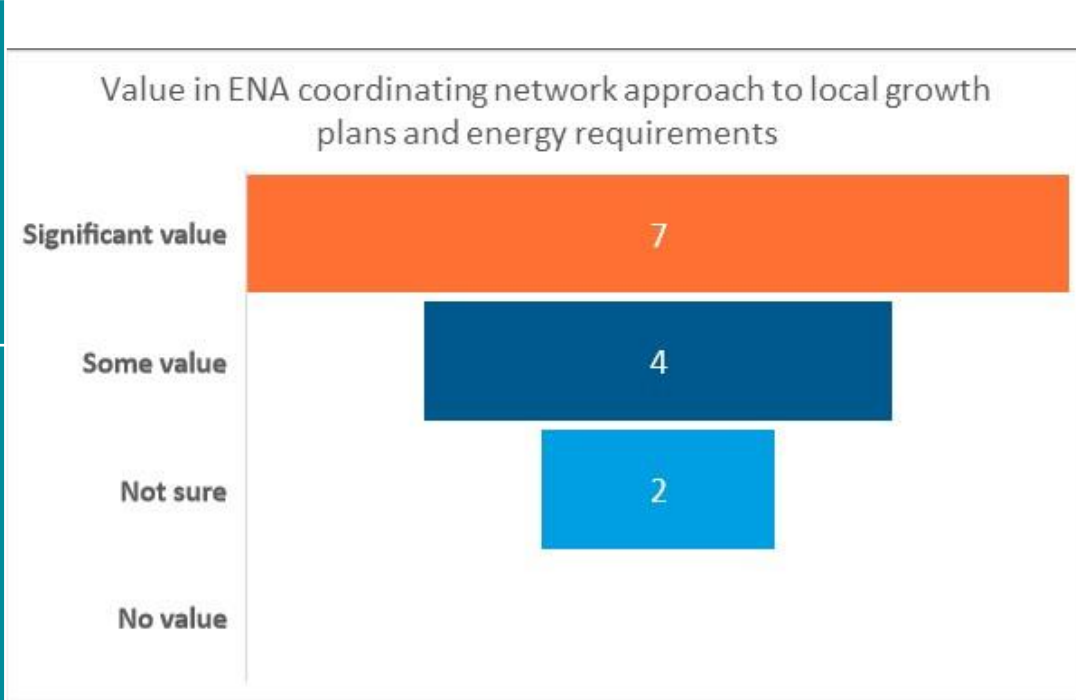 Value in ENA coordinating network approach to local growth
plans and energy requirements
Significant value
7
Some value
4
Not sure
2
No value